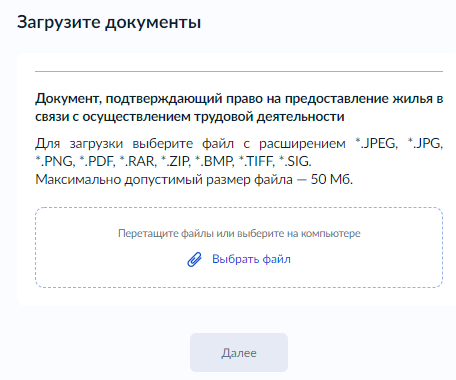 Загрузите документы
Документ, подтверждающий право на предоставление жилья в
связи с осуществлением трудовой деятельности
Для загрузки выберите файл с расширением *.JPEG, *.JPG,
*.PNG, *.PDF, *.RAR, *.ZIP, *.BMP, *.TIFF, *.SIG.
Максимально допустимый размер файла — 50 Мб.
Перетащите файлы или выберите на компьютере
Выбрать файл
Далее